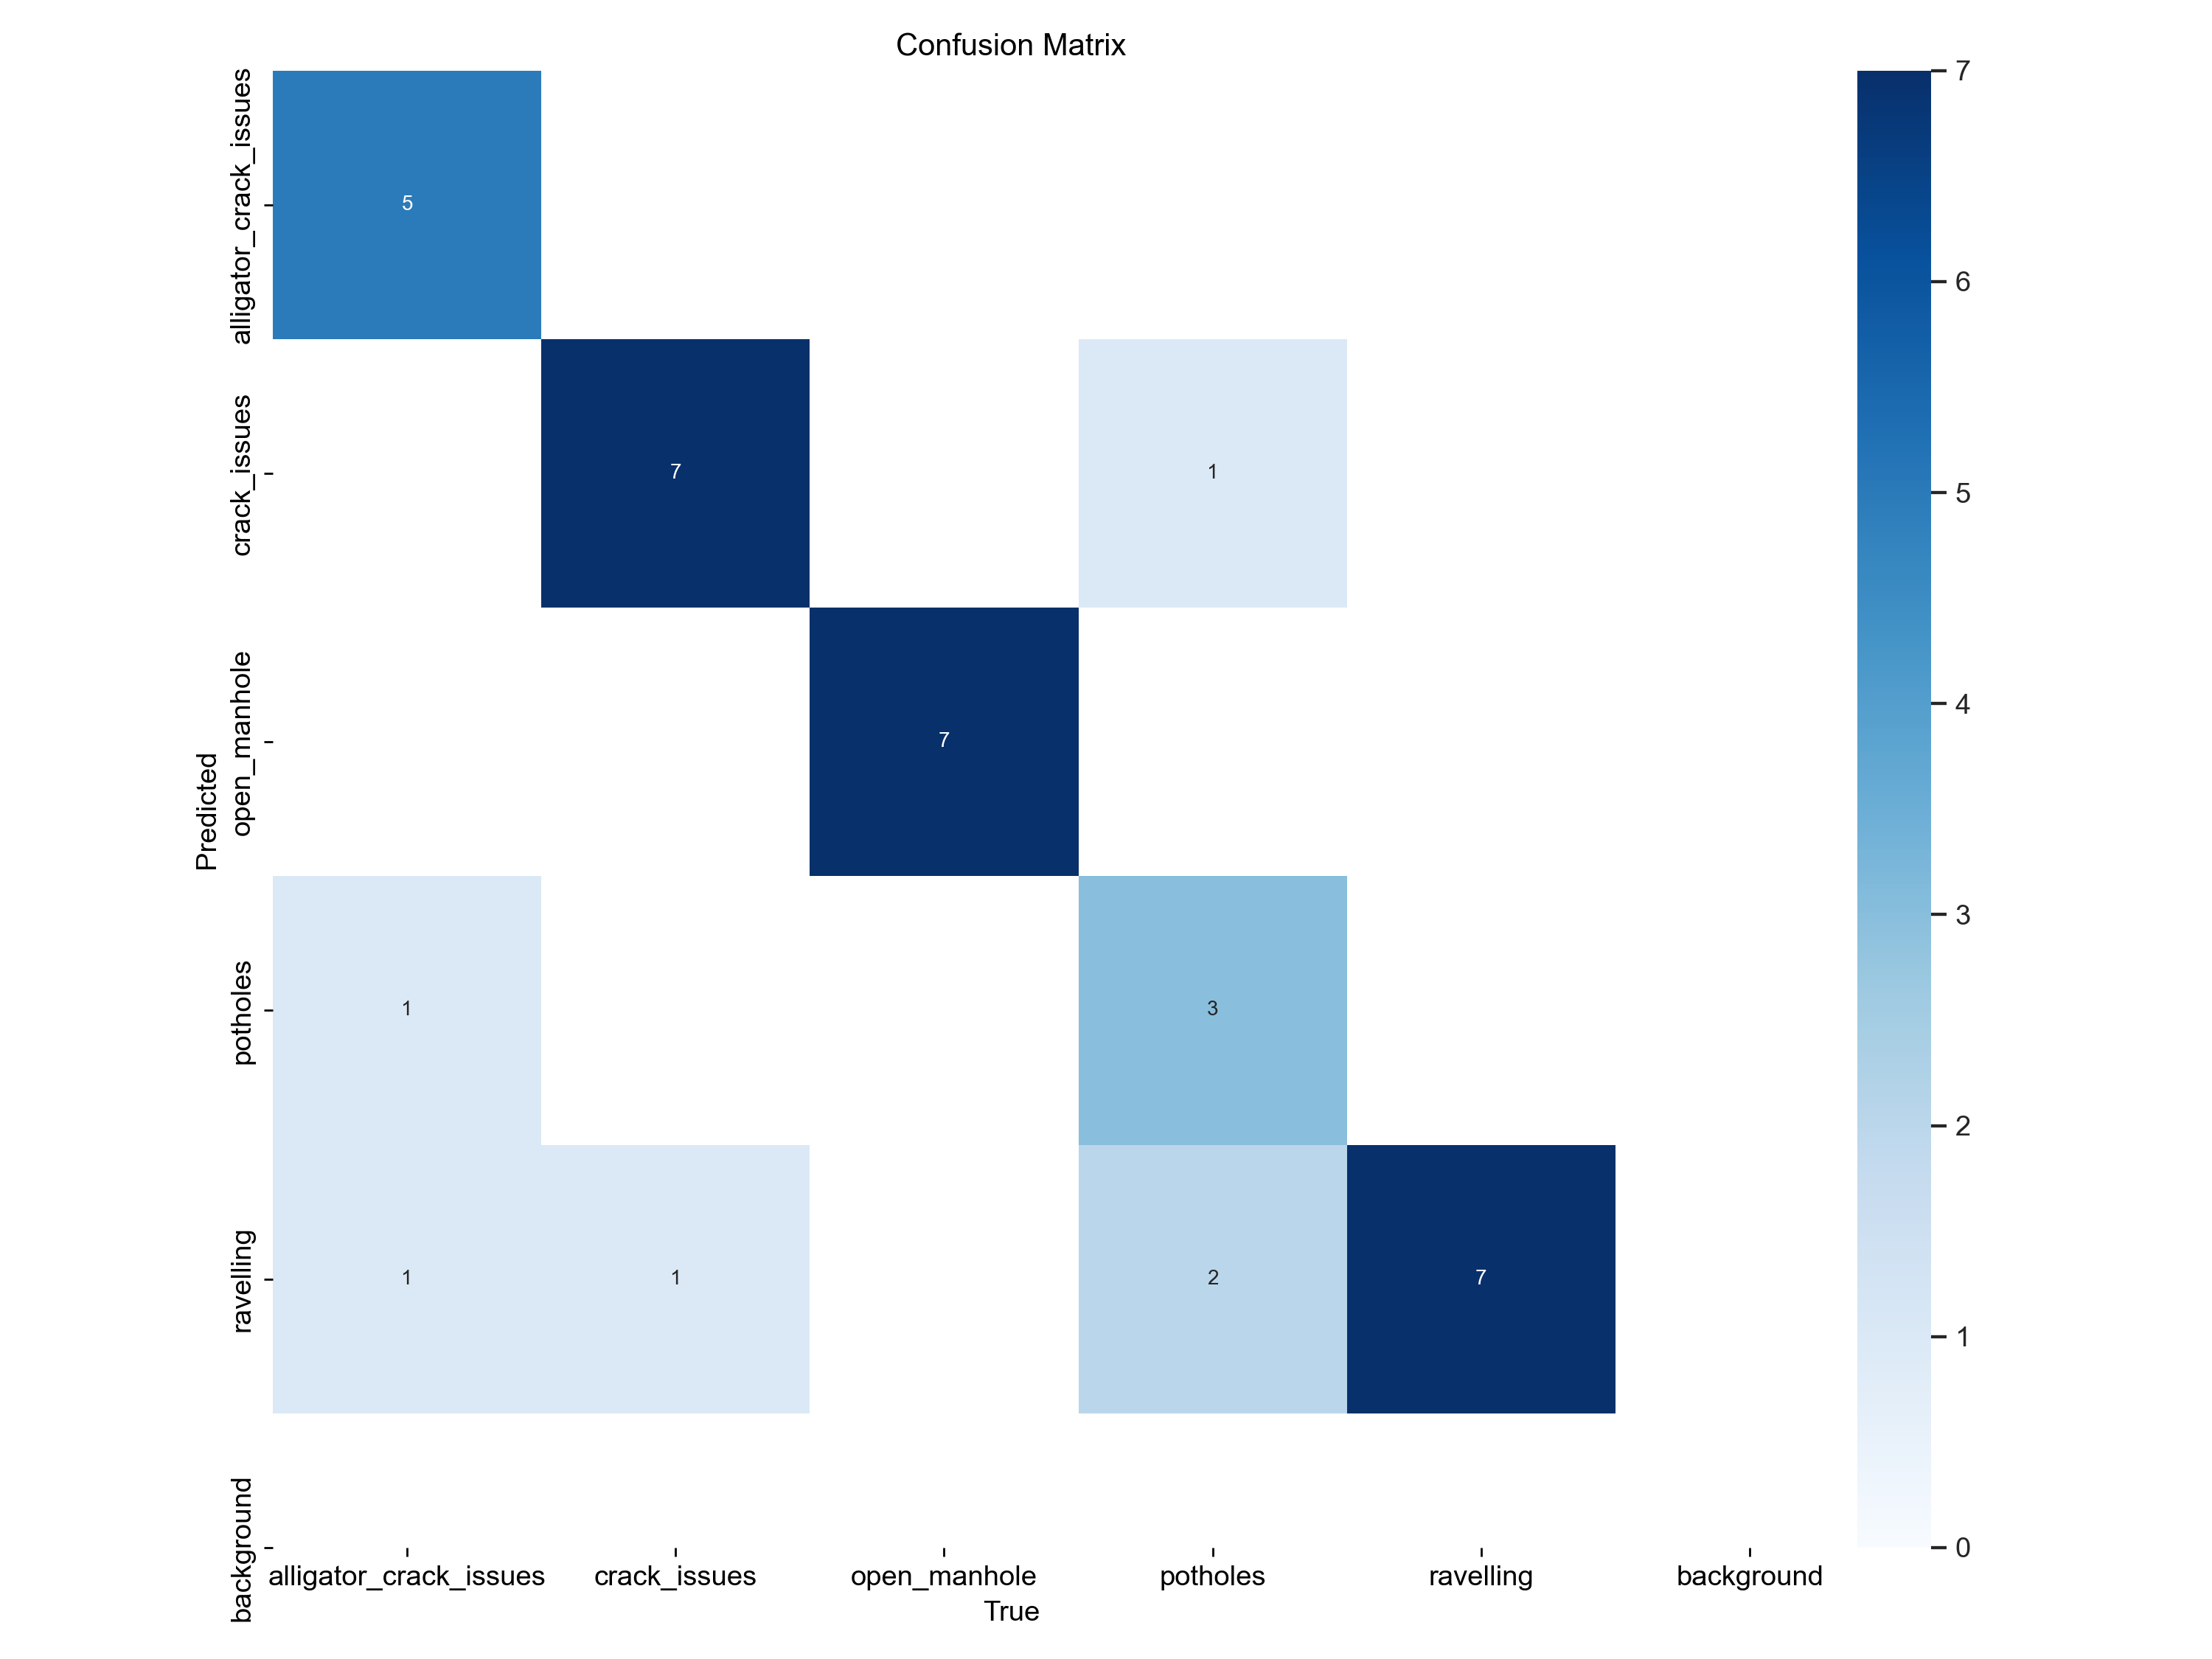 Confusion Matrix
alligator_crack_issues
crack_issues
open_manhole
potholes
ravelling
background
Predicted
5
7
1
7
1
3
1
1
2
7
7
6
5
4
3
2
1
0
alligator_crack_issues
crack_issues
open_manhole
potholes
ravelling
background
True